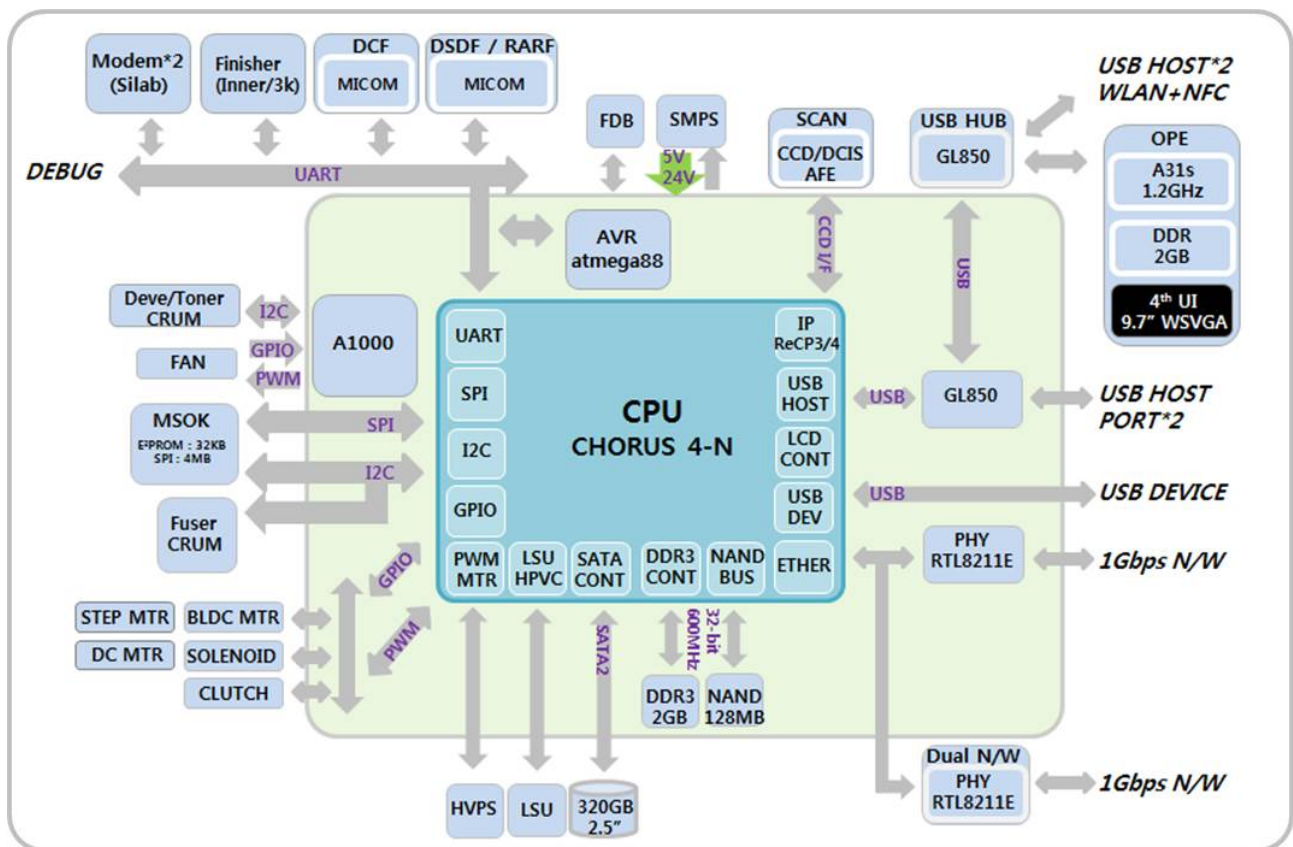 Modem*2
(Silab)
Finisher
(Inner/3k)
DCF
MICOM
DSDF / RARF
MICOM
FDB
SMPS
5V
24V
SCAN
CCD/DCIS
AFE
USB HUB
GL850
USB HOST*2
WLAN+NFC
OPE
A31s
1.2GHz
DDR
2GB
4th UI
9.7” WSVGA
DEBUG
UART
AVR
atmega88
CCD I/F
USB
Deve/Toner
CRUM
I2C
FAN
GPIO
PWM
A1000
MSOK
E²PROM : 32KB
SPI : 4MB
SPI
I2C
Fuser
CRUM
UART
SPI
I2C
GPIO
PWM
MTR
LSU
HPVC
SATA
CONT
DDR3
CONT
NAND
BUS
ETHER
CPU
CHORUS 4-N
IP
ReCP3/4
USB
HOST
LCD
CONT
USB
DEV
USB
GL850
USB HOST
PORT*2
USB
USB DEVICE
PHY
RTL8211E
1Gbps N/W
GPIO
PWM
STEP MTR
BLDC MTR
DC MTR
SOLENOID
CLUTCH
SATA2
32-bit
600MHz
DDR3
2GB
NAND
128MB
HVPS
LSU
320GB
2.5”
Dual N/W
PHY
RTL8211E
1Gbps N/W